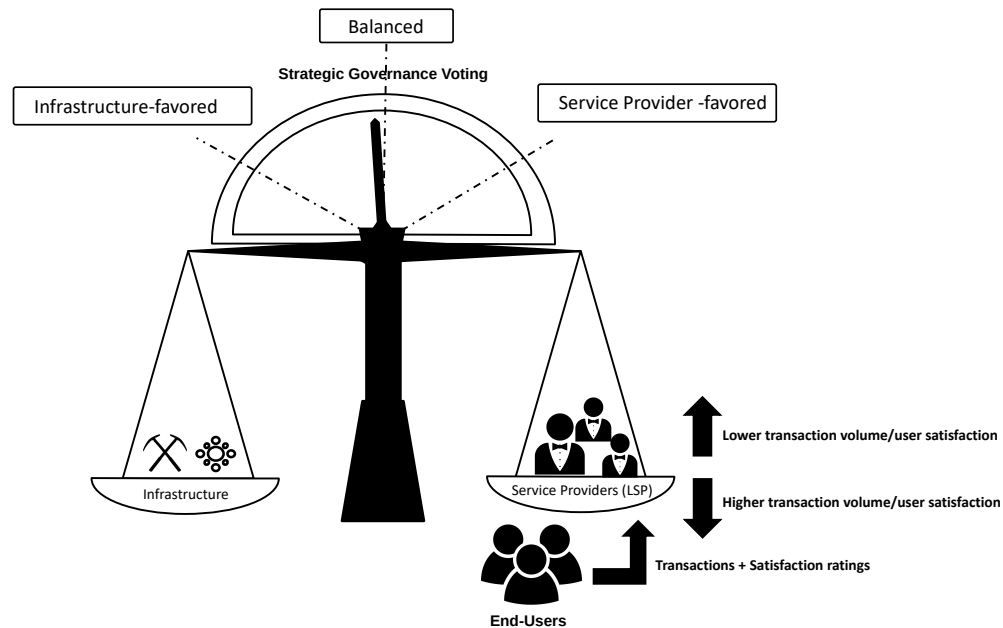 Balanced
Strategic Governance Voting
Infrastructure-favored
Service Provider -favored
Lower transaction volume/user satisfaction
Infrastructure
Service Providers (LSP)
Higher transaction volume/user satisfaction
Transactions + Satisfaction ratings
End-Users